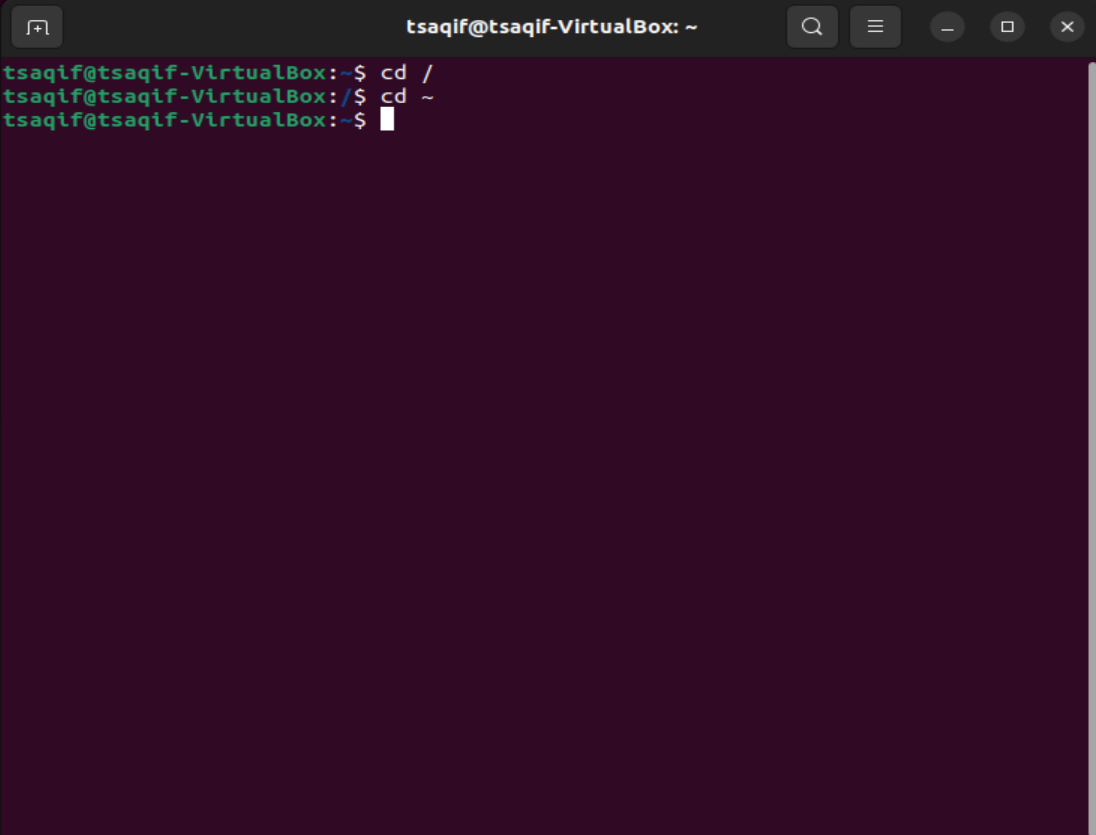 tsaqif@tsaqif-VirtualBox: ~
tsaqif@tsaqif-VirtualBox:~$ cd /
tsaqif@tsaqif-VirtualBox:/$ cd ~
tsaqif@tsaqif-VirtualBox:~$